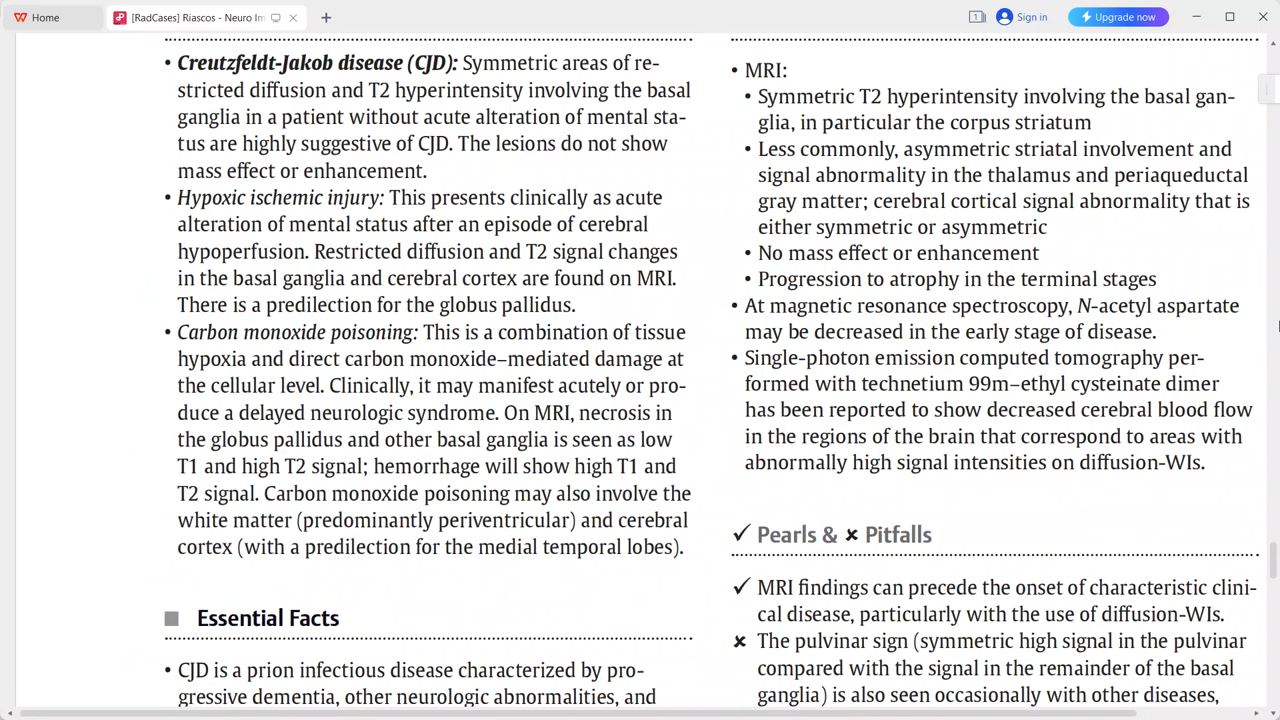 Home
[RadCases] Riascos - Neuro Im
Sign in
Upgrade now
• Creutzfeldt-Jakob disease (CJD): Symmetric areas of re-
stricted diffusion and T2 hyperintensity involving the basal
ganglia in a patient without acute alteration of mental sta-
tus are highly suggestive of CJD. The lesions do not show
mass effect or enhancement.
• Hypoxic ischemic injury: This presents clinically as acute
alteration of mental status after an episode of cerebral
hypoperfusion. Restricted diffusion and T2 signal changes
in the basal ganglia and cerebral cortex are found on MRI.
There is a predilection for the globus pallidus.
• Carbon monoxide poisoning: This is a combination of tissue
hypoxia and direct carbon monoxide–mediated damage at
the cellular level. Clinically, it may manifest acutely or pro-
duce a delayed neurologic syndrome. On MRI, necrosis in
the globus pallidus and other basal ganglia is seen as low
T1 and high T2 signal; hemorrhage will show high T1 and
T2 signal. Carbon monoxide poisoning may also involve the
white matter (predominantly periventricular) and cerebral
cortex (with a predilection for the medial temporal lobes).
Essential Facts
• CJD is a prion infectious disease characterized by pro-
gressive dementia, other neurologic abnormalities, and
• MRI:
• Symmetric T2 hyperintensity involving the basal gan-
glia, in particular the corpus striatum
• Less commonly, asymmetric striatal involvement and
signal abnormality in the thalamus and periaqueductal
gray matter; cerebral cortical signal abnormality that is
either symmetric or asymmetric
• No mass effect or enhancement
• Progression to atrophy in the terminal stages
• At magnetic resonance spectroscopy, N-acetyl aspartate
may be decreased in the early stage of disease.
• Single-photon emission computed tomography per-
formed with technetium 99m–ethyl cysteinate dimer
has been reported to show decreased cerebral blood flow
in the regions of the brain that correspond to areas with
abnormally high signal intensities on diffusion-WIs.
✓ Pearls & ✘ Pitfalls
✓ MRI findings can precede the onset of characteristic clini-
cal disease, particularly with the use of diffusion-WIs.
✘ The pulvinar sign (symmetric high signal in the pulvinar
compared with the signal in the remainder of the basal
ganglia) is also seen occasionally with other diseases,